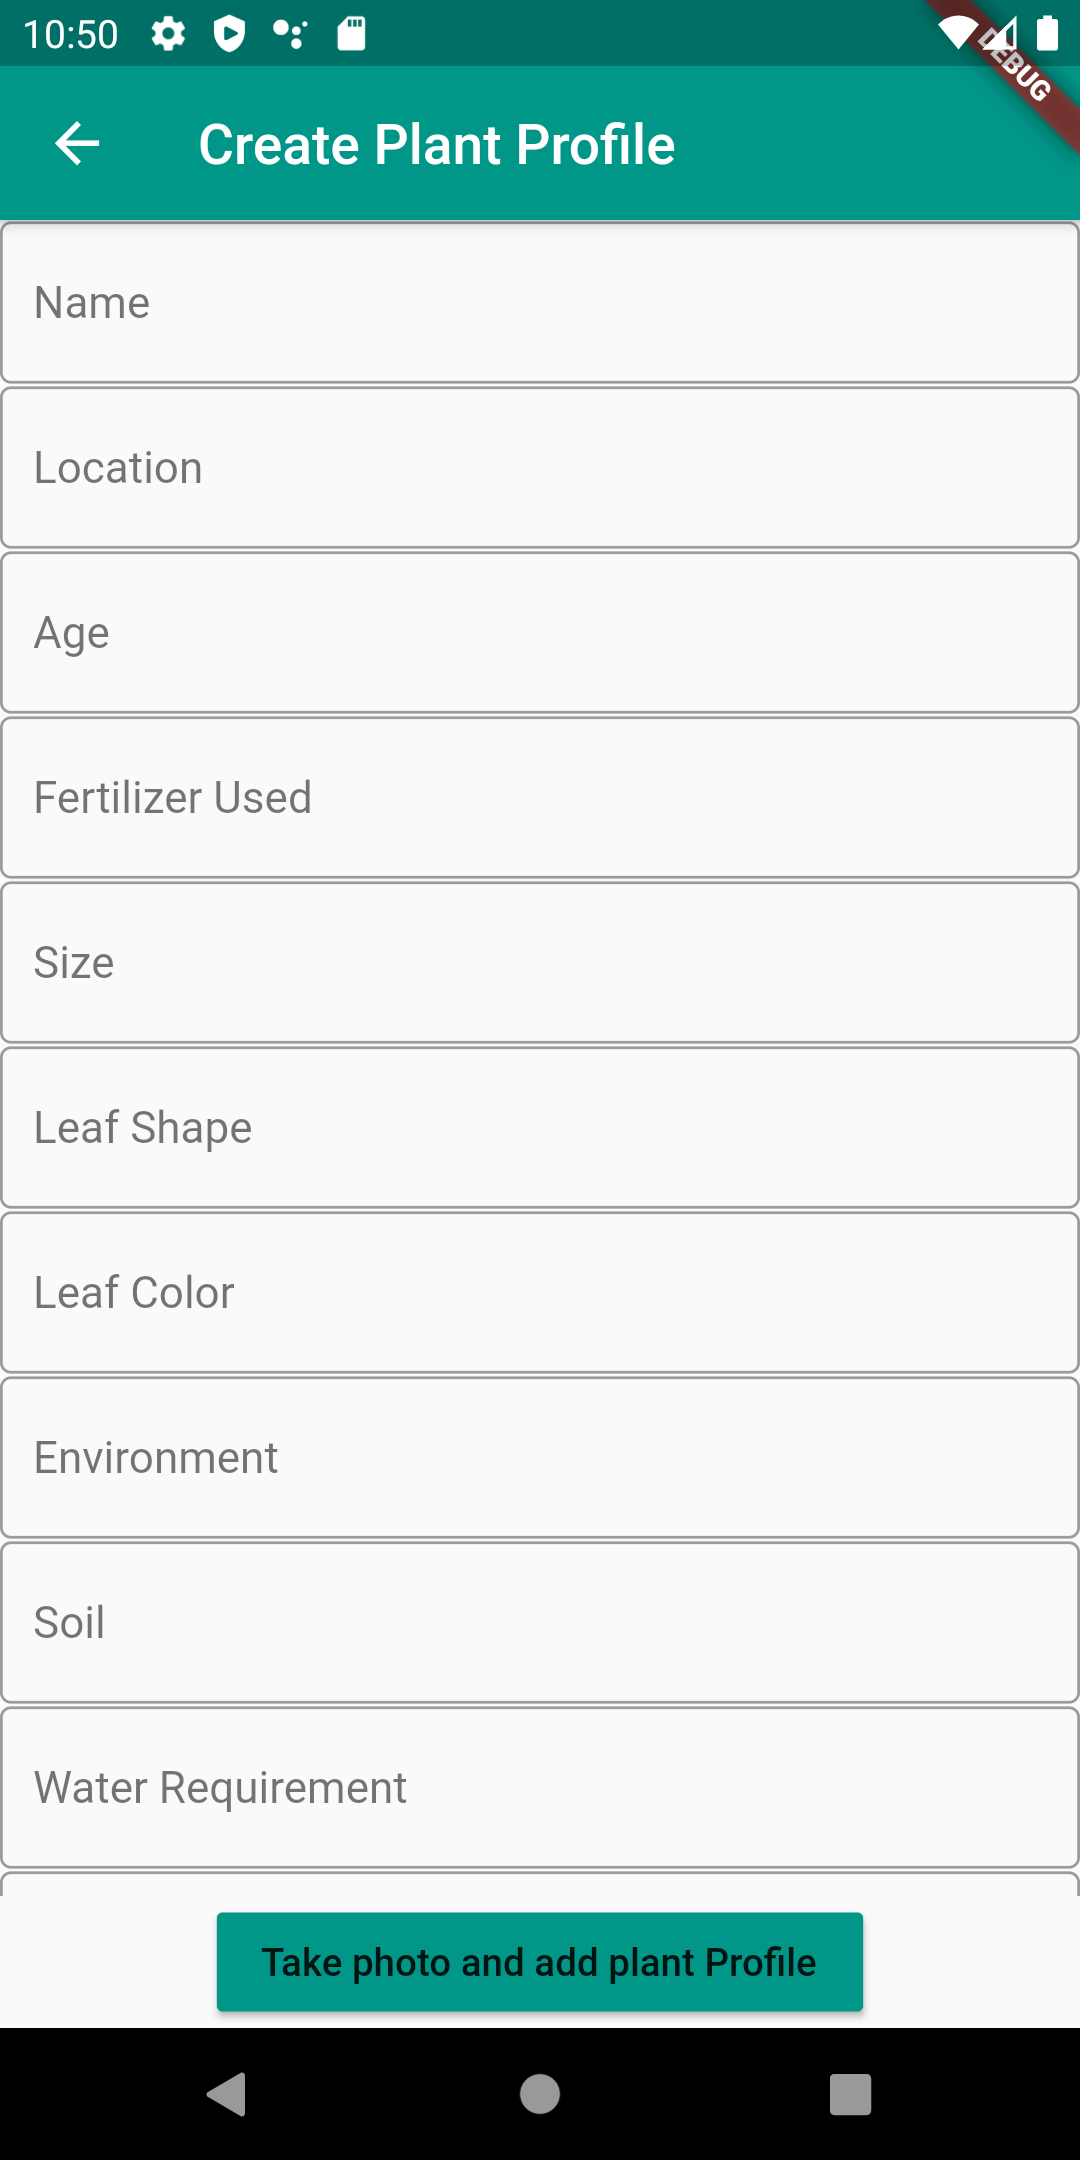 10:50
DEBUG
Create Plant Profile
Name
Location
Age
Fertilizer Used
Size
Leaf Shape
Leaf Color
Environment
Soil
Water Requirement
Take photo and add plant Profile